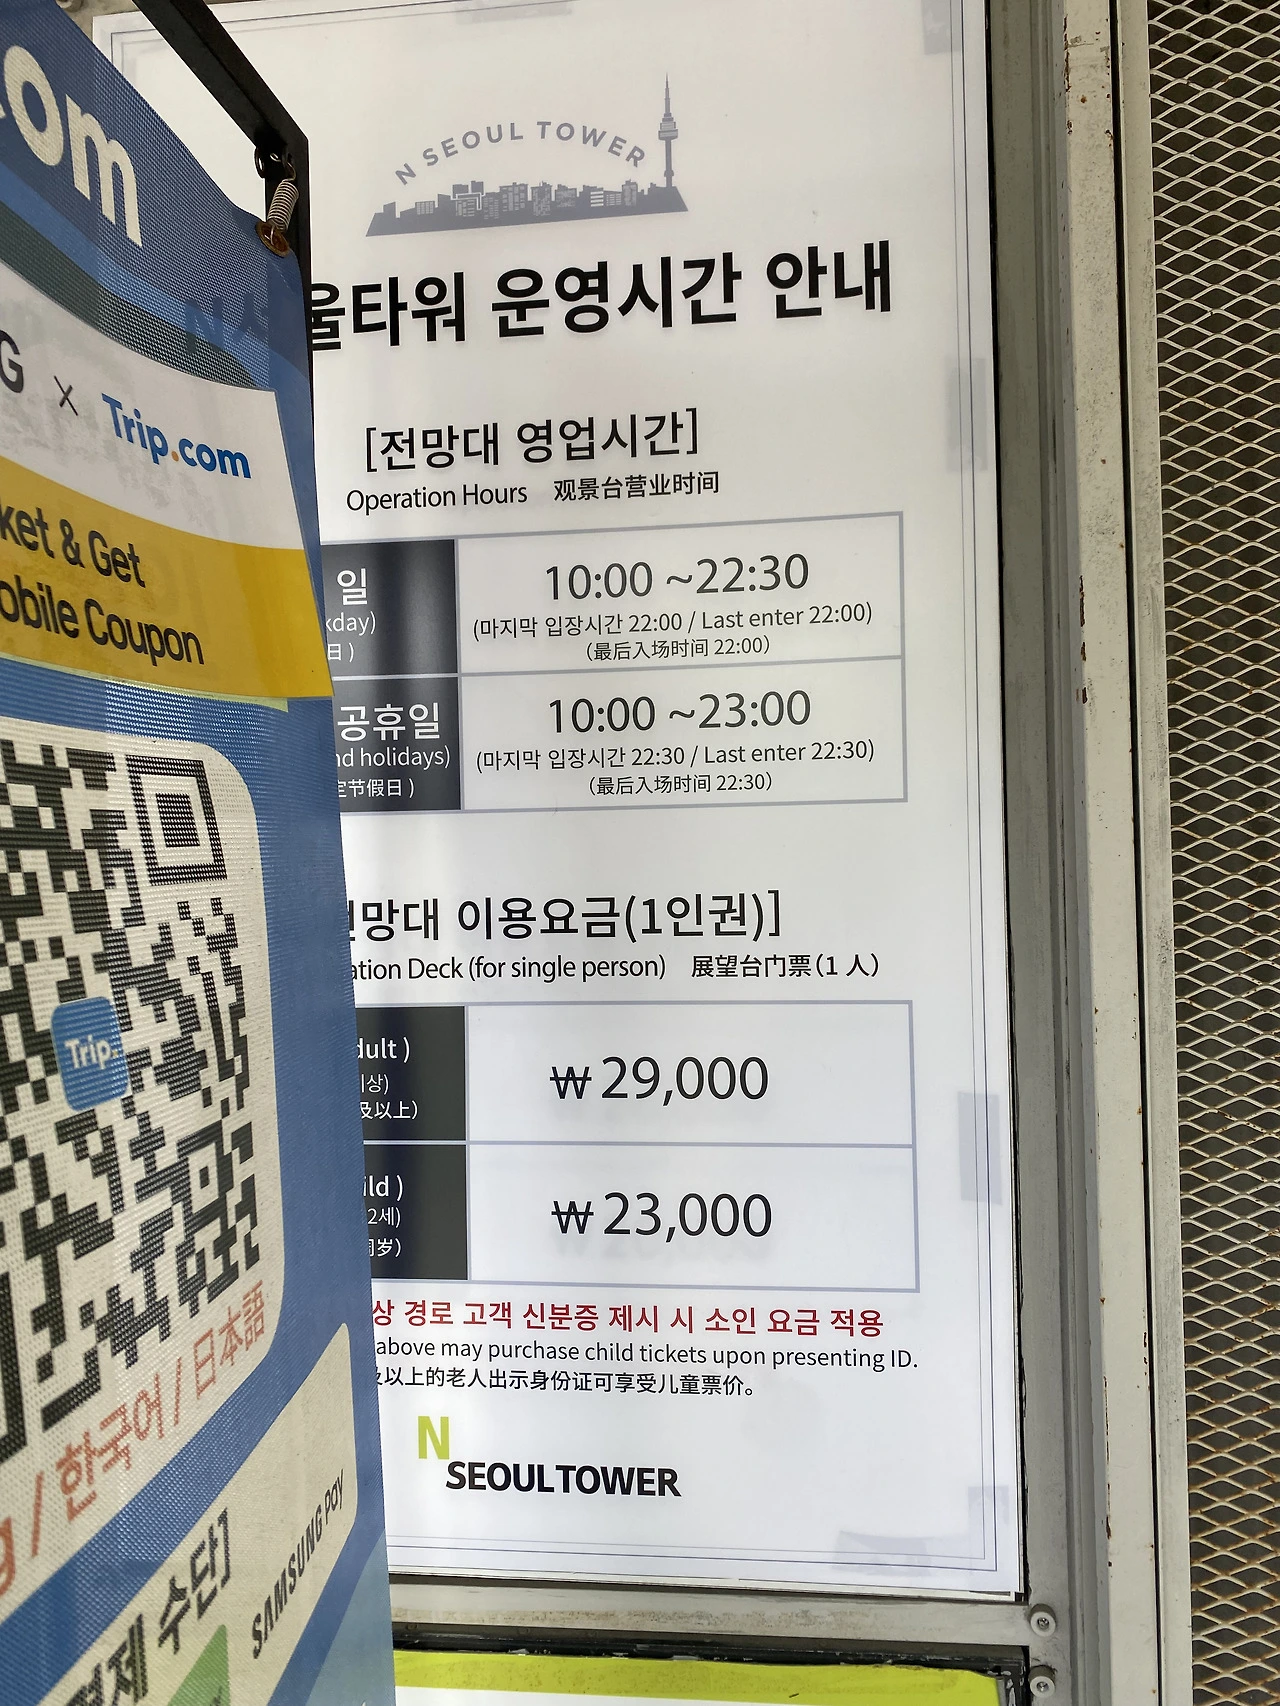 om
G × Trip.com
ket & Get
obile Coupon
Trip.
g / 한국어 / 日本語
결제 수단]
SAMSUNG Pay
N SEOUL TOWER
울타워 운영시간 안내
[전망대 영업시간]
Operation Hours 观景台营业时间
일
kday)
日 )
10:00 ~22:30
(마지막 입장시간 22:00 / Last enter 22:00)
(最后入场时间 22:00)
공휴일
nd holidays)
定节假日 )
10:00 ~23:00
(마지막 입장시간 22:30 / Last enter 22:30)
(最后入场时间 22:30)
전망대 이용요금(1인권)]
ation Deck (for single person) 展望台门票(1 人)
dult )
이상)
及以上)
₩ 29,000
ild )
2세)
周岁)
₩ 23,000
상 경로 고객 신분증 제시 시 소인 요금 적용
above may purchase child tickets upon presenting ID.
及以上的老人出示身份证可享受儿童票价。
N
SEOULTOWER